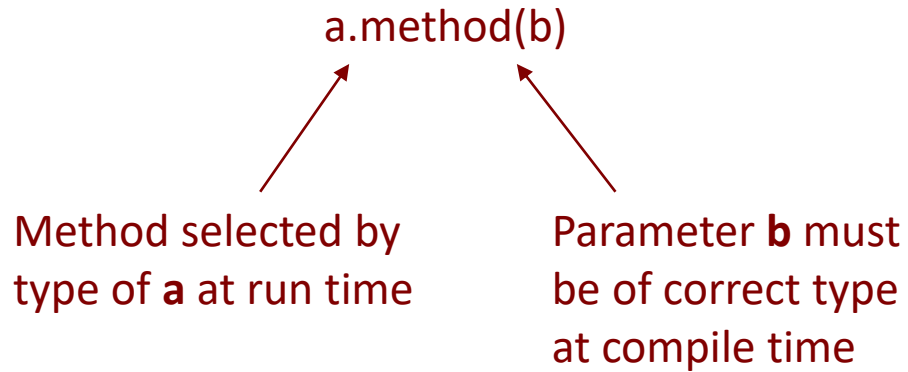 a.method(b)
Method selected by
type of a at run time
Parameter b must
be of correct type
at compile time